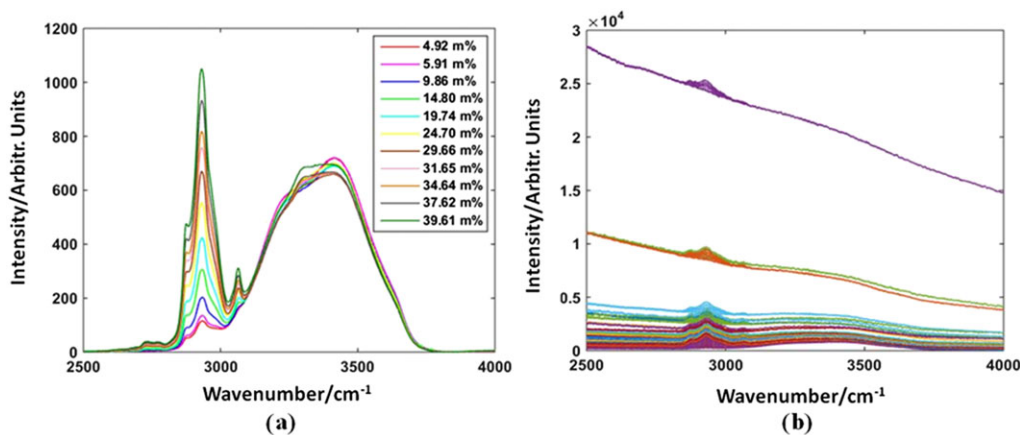 1200
1000
800
600
400
200
0
2500 3000 3500 4000
Intensity/Arbitr. Units
Wavenumber/cm-1
4.92 m%
5.91 m%
9.86 m%
14.80 m%
19.74 m%
24.70 m%
29.66 m%
31.65 m%
34.64 m%
37.62 m%
39.61 m%
(a)
×10⁴
3
2.5
2
1.5
1
0.5
0
2500 3000 3500 4000
Intensity/Arbitr. Units
Wavenumber/cm-1
(b)